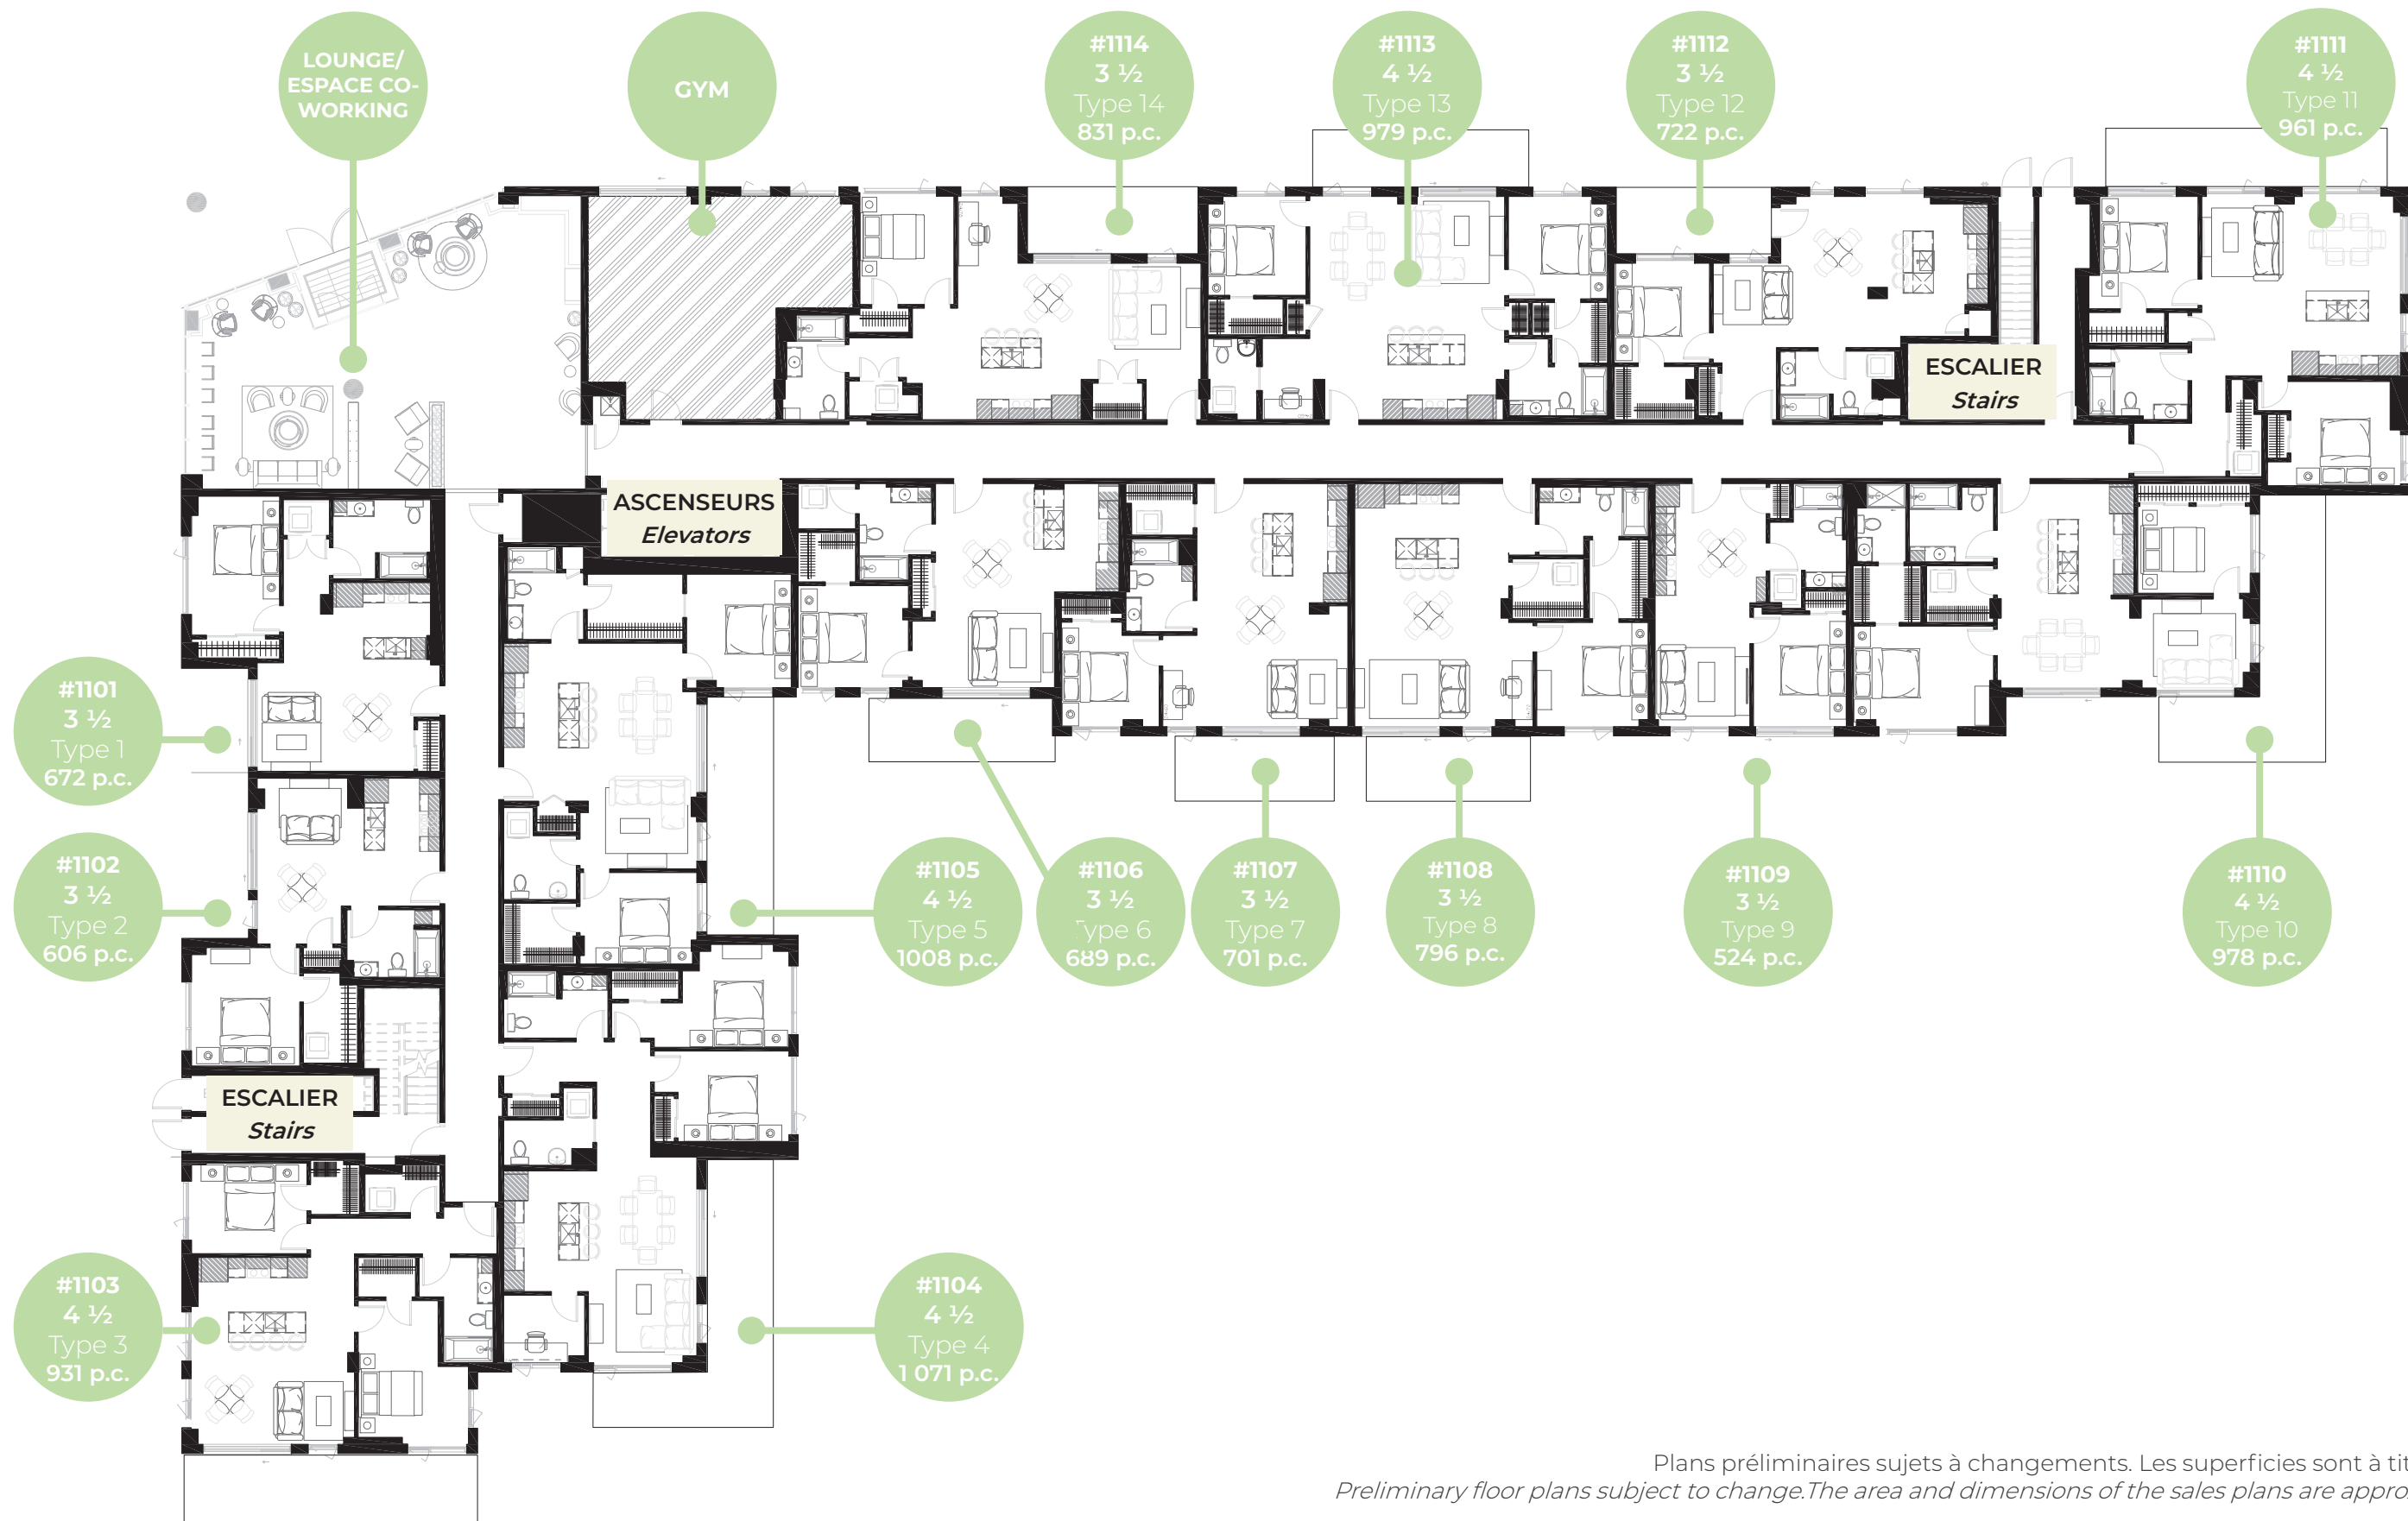 LOUNGE/
ESPACE CO-
WORKING
GYM
#1114
3 ½
Type 14
831 p.c.
#1113
4 ½
Type 13
979 p.c.
#1112
3 ½
Type 12
722 p.c.
#1111
4 ½
Type 11
961 p.c.
ESCALIER
Stairs
ASCENSEURS
Elevators
#1101
3 ½
Type 1
672 p.c.
#1102
3 ½
Type 2
606 p.c.
#1105
4 ½
Type 5
1008 p.c.
#1106
3 ½
Type 6
689 p.c.
#1107
3 ½
Type 7
701 p.c.
#1108
3 ½
Type 8
796 p.c.
#1109
3 ½
Type 9
524 p.c.
#1110
4 ½
Type 10
978 p.c.
ESCALIER
Stairs
#1103
4 ½
Type 3
931 p.c.
#1104
4 ½
Type 4
1 071 p.c.
Plans préliminaires sujets à changements. Les superficies sont à
Preliminary floor plans subject to change.The area and dimensions of the sales plans are